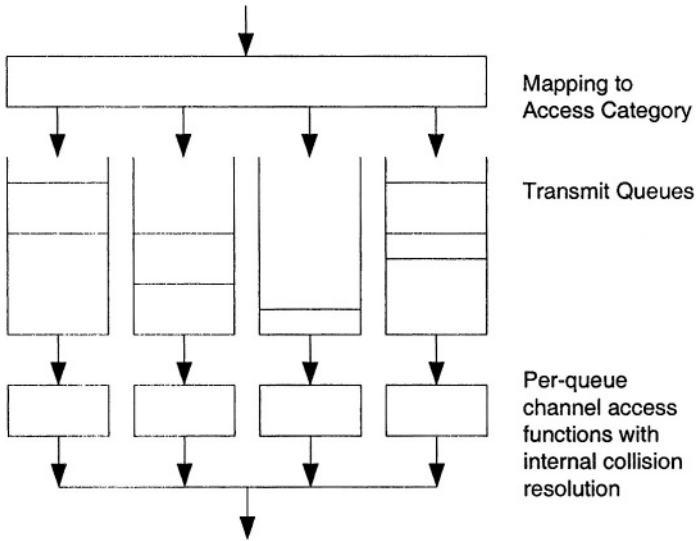 Mapping to
Access Category
Transmit Queues
Per-queue
channel access
functions with
internal collision
resolution